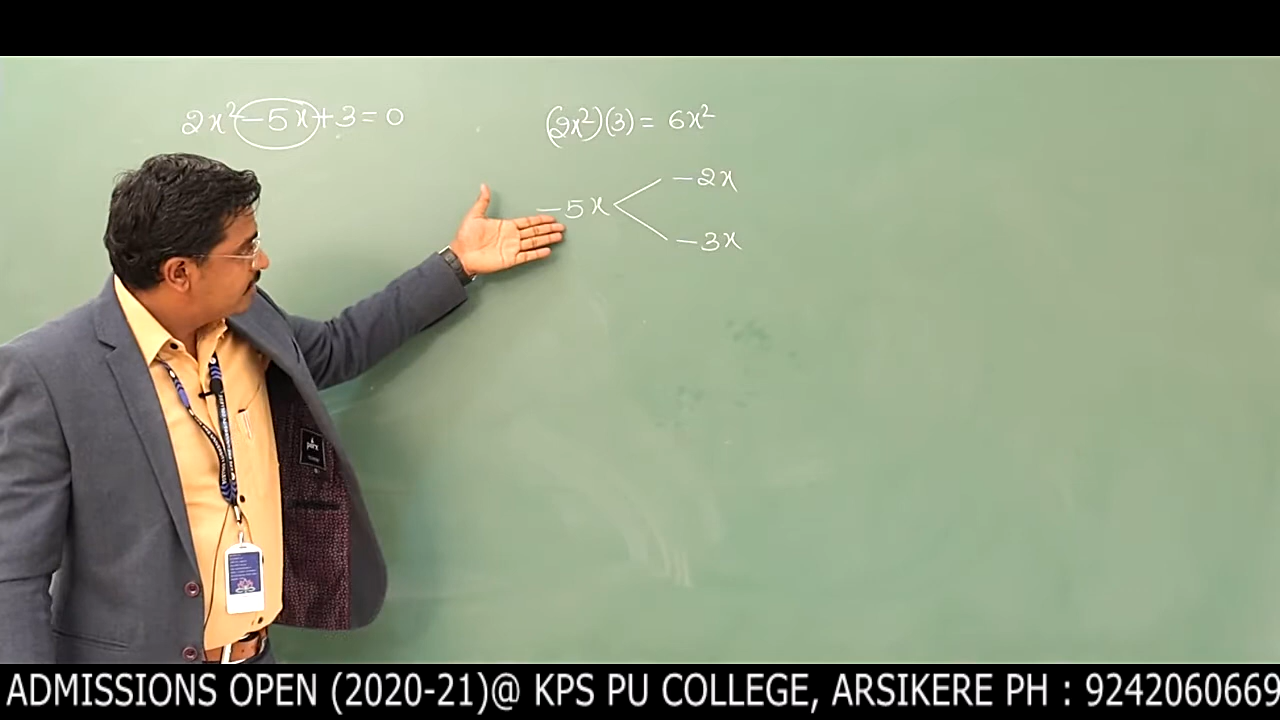 2x² -5x +3 = 0
(2x²)(3) = 6x²
-5x
-2x
-3x
ADMISSIONS OPEN (2020-21)@ KPS PU COLLEGE, ARSIKERE PH : 9242060669